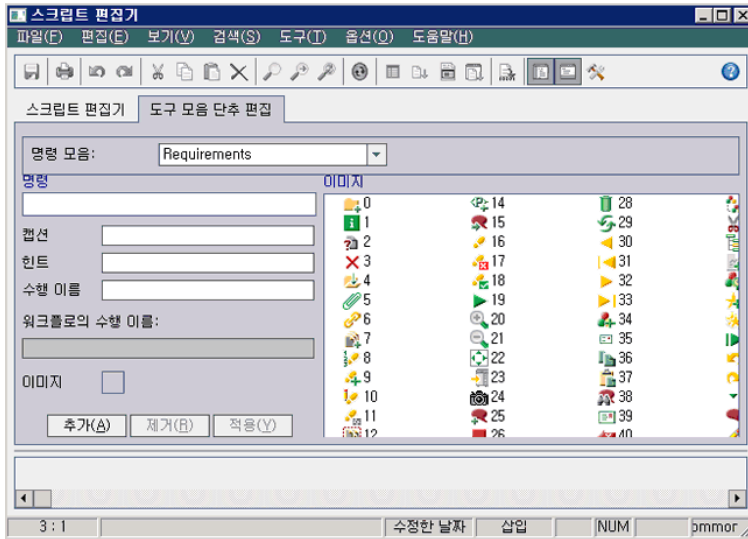 스크립트 편집기
파일(F) 편집(E) 보기(V) 검색(S) 도구(T) 옵션(O) 도움말(H)
스크립트 편집기 도구 모음 단추 편집
명령 모음: Requirements
명령
캡션
힌트
수행 이름
워크플로의 수행 이름:
이미지
추가(A) 제거(R) 적용(Y)
이미지
0 14 28
1 15 29
2 16 30
3 17 31
4 18 32
5 19 33
6 20 34
7 21 35
8 22 36
9 23 37
10 24 38
11 25 39
12 26 40
3 : 1 수정한 날짜 삽입 NUM ommor